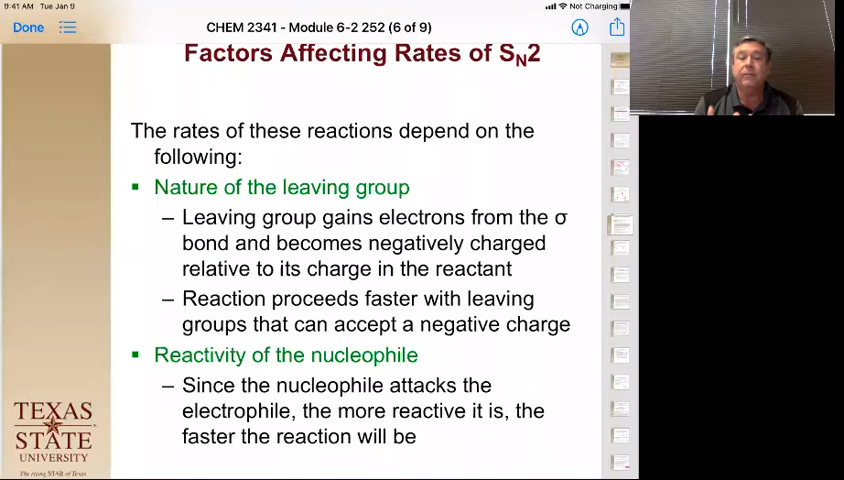 9:41 AM Tue Jan 9
Not Charging
Done
CHEM 2341 - Module 6-2 252 (6 of 9)
Factors Affecting Rates of SN2
The rates of these reactions depend on the
following:
▪ Nature of the leaving group
– Leaving group gains electrons from the σ
bond and becomes negatively charged
relative to its charge in the reactant
– Reaction proceeds faster with leaving
groups that can accept a negative charge
▪ Reactivity of the nucleophile
– Since the nucleophile attacks the
electrophile, the more reactive it is, the
faster the reaction will be
TEXAS
STATE
UNIVERSITY
The rising STAR of Texas